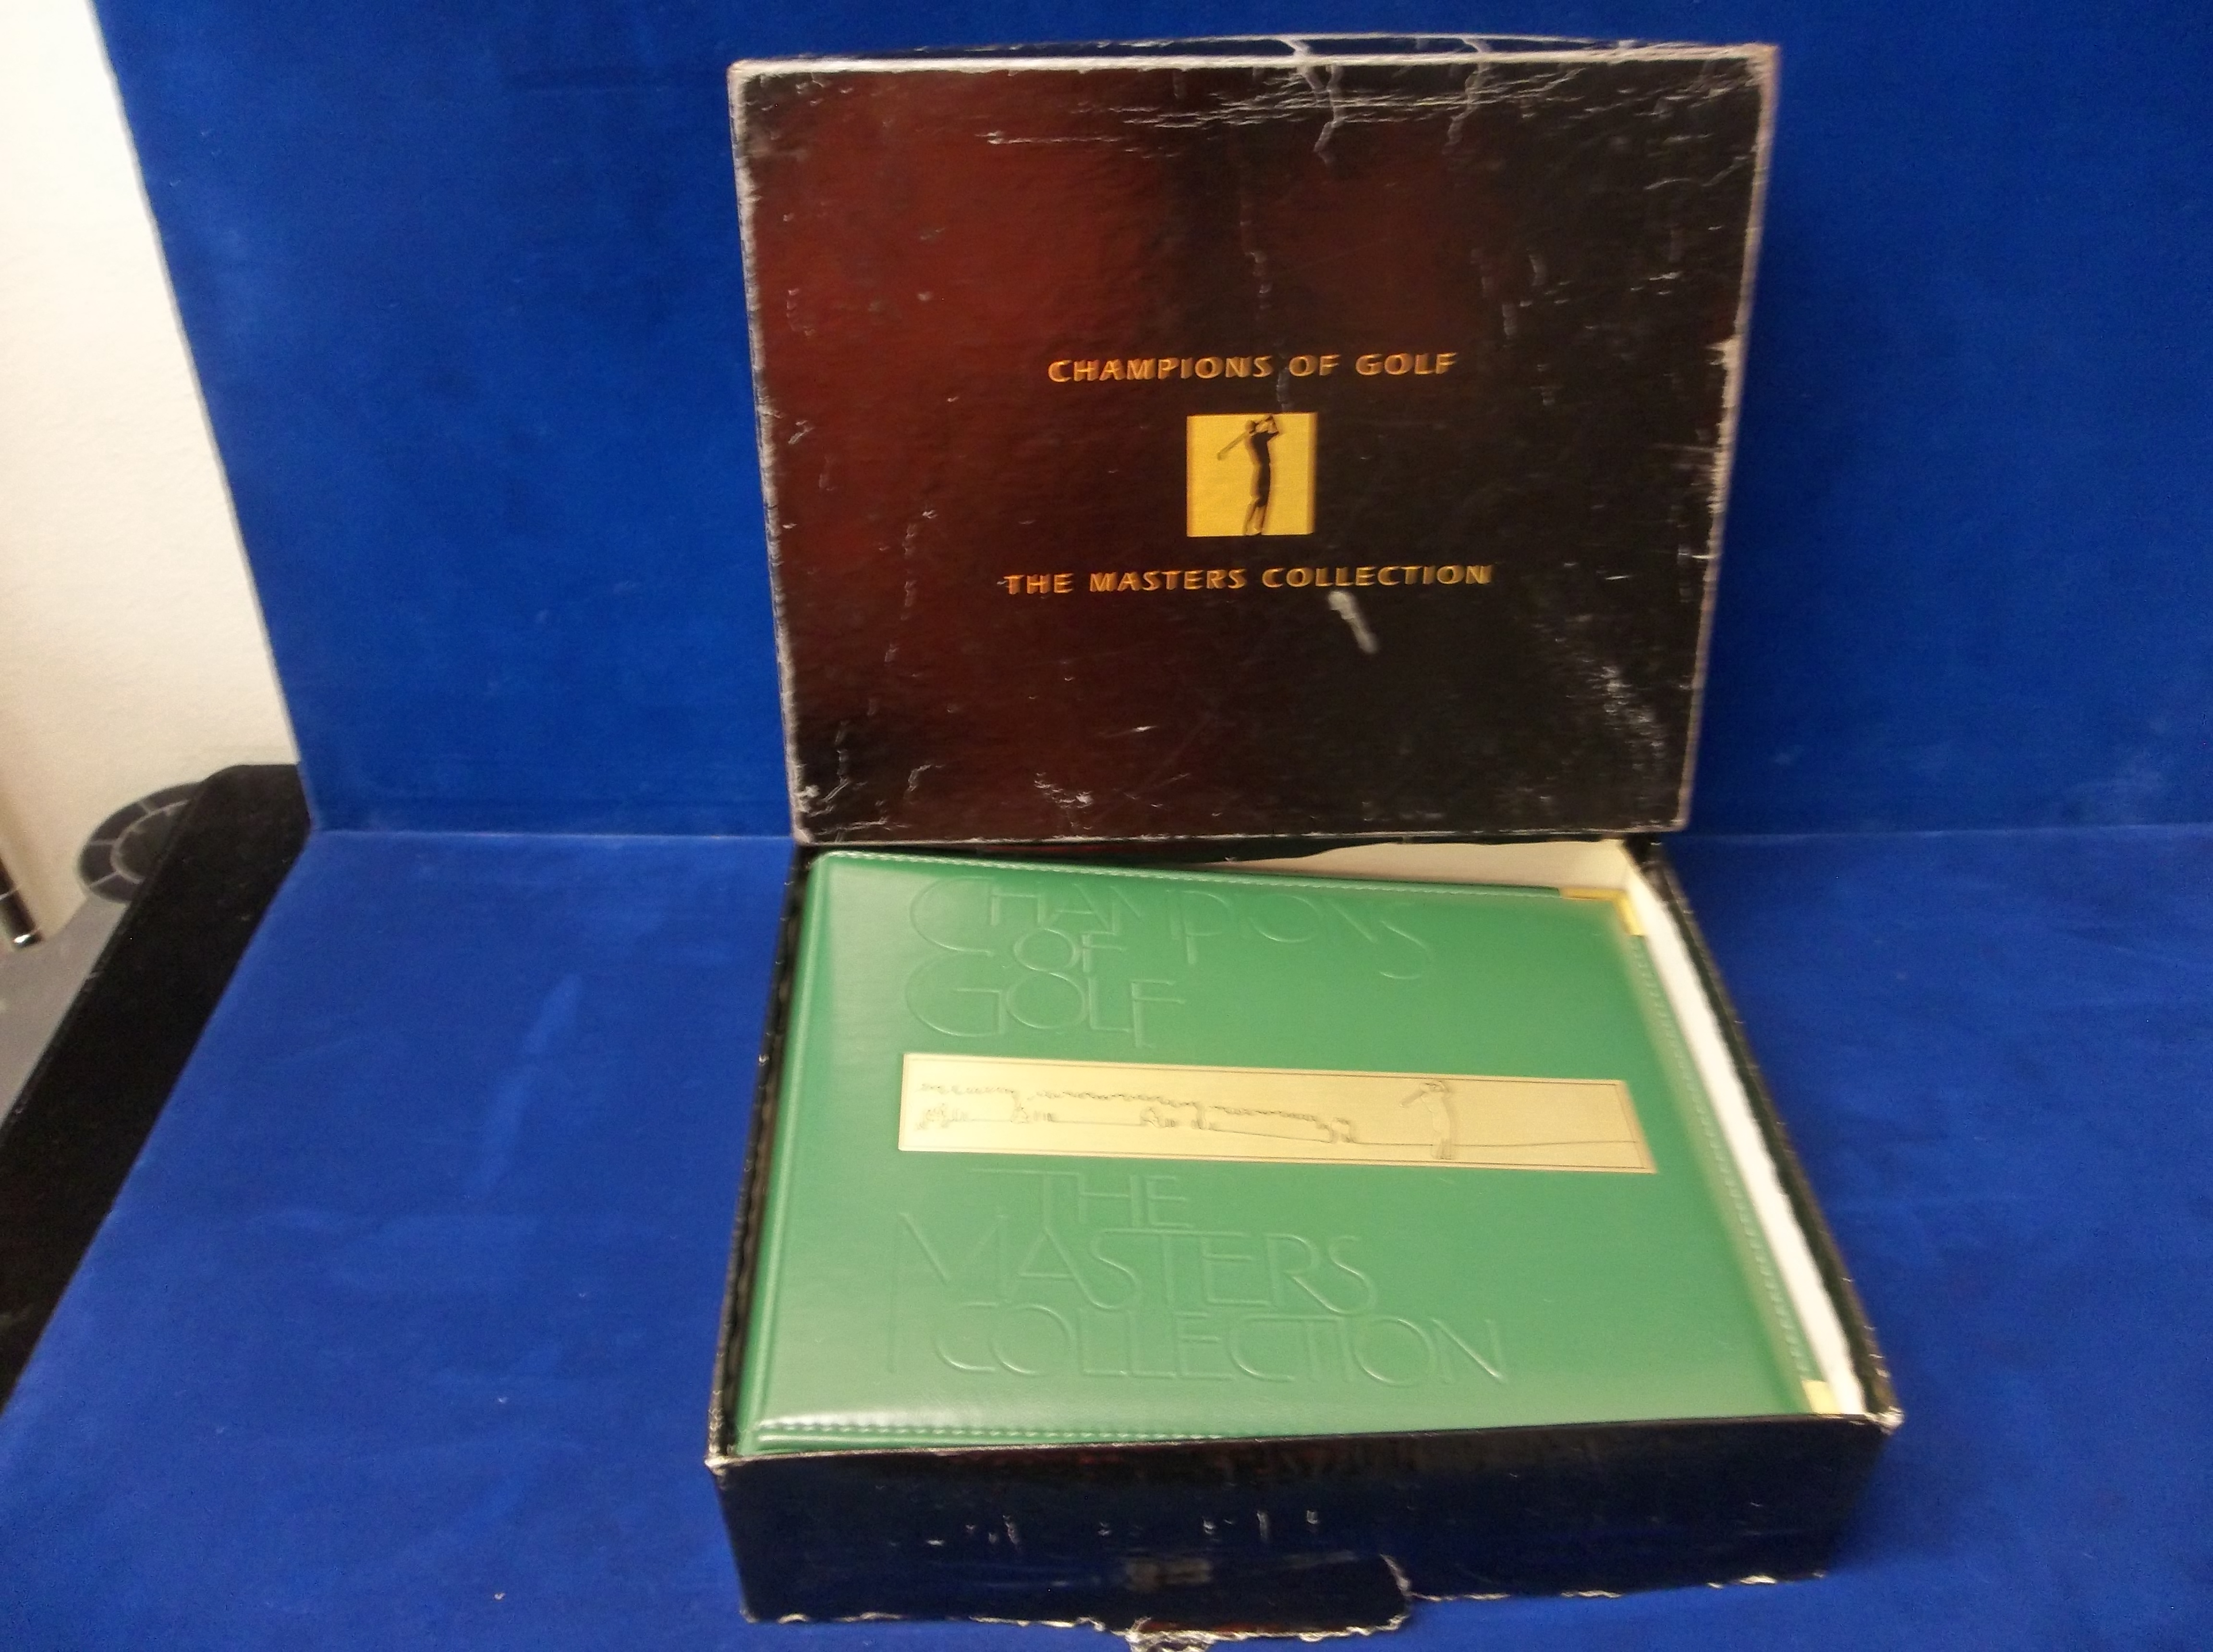 CHAMPIONS OF GOLF
THE MASTERS COLLECTION
CHAMPIONS
OF
GOLF
THE
MASTERS
COLLECTION